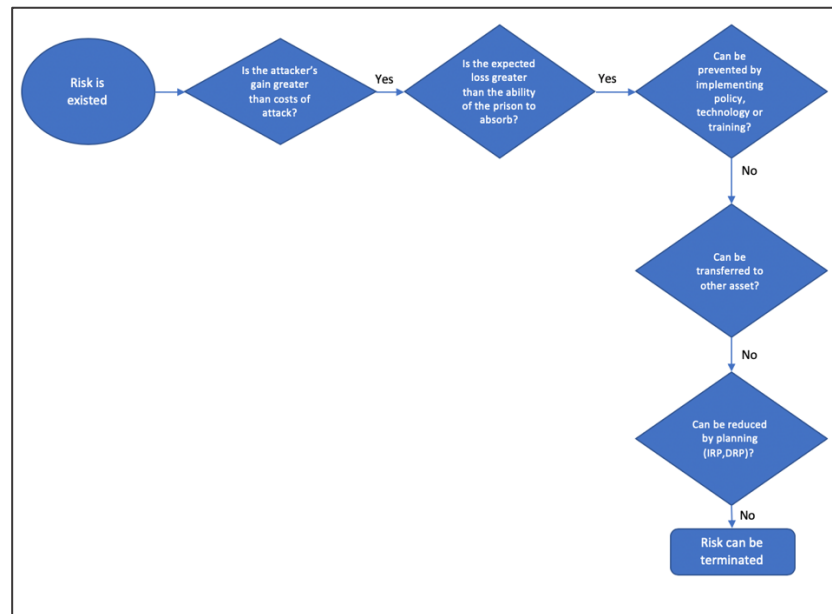 Risk is
existed
Is the attacker's
gain greater
than costs of
attack?
Yes
Is the expected
loss greater
than the ability
of the prison to
absorb?
Yes
Can be
prevented by
implementing
policy,
technology or
training?
No
Can be
transferred to
other asset?
No
Can be reduced
by planning
(IRP,DRP)?
No
Risk can be
terminated